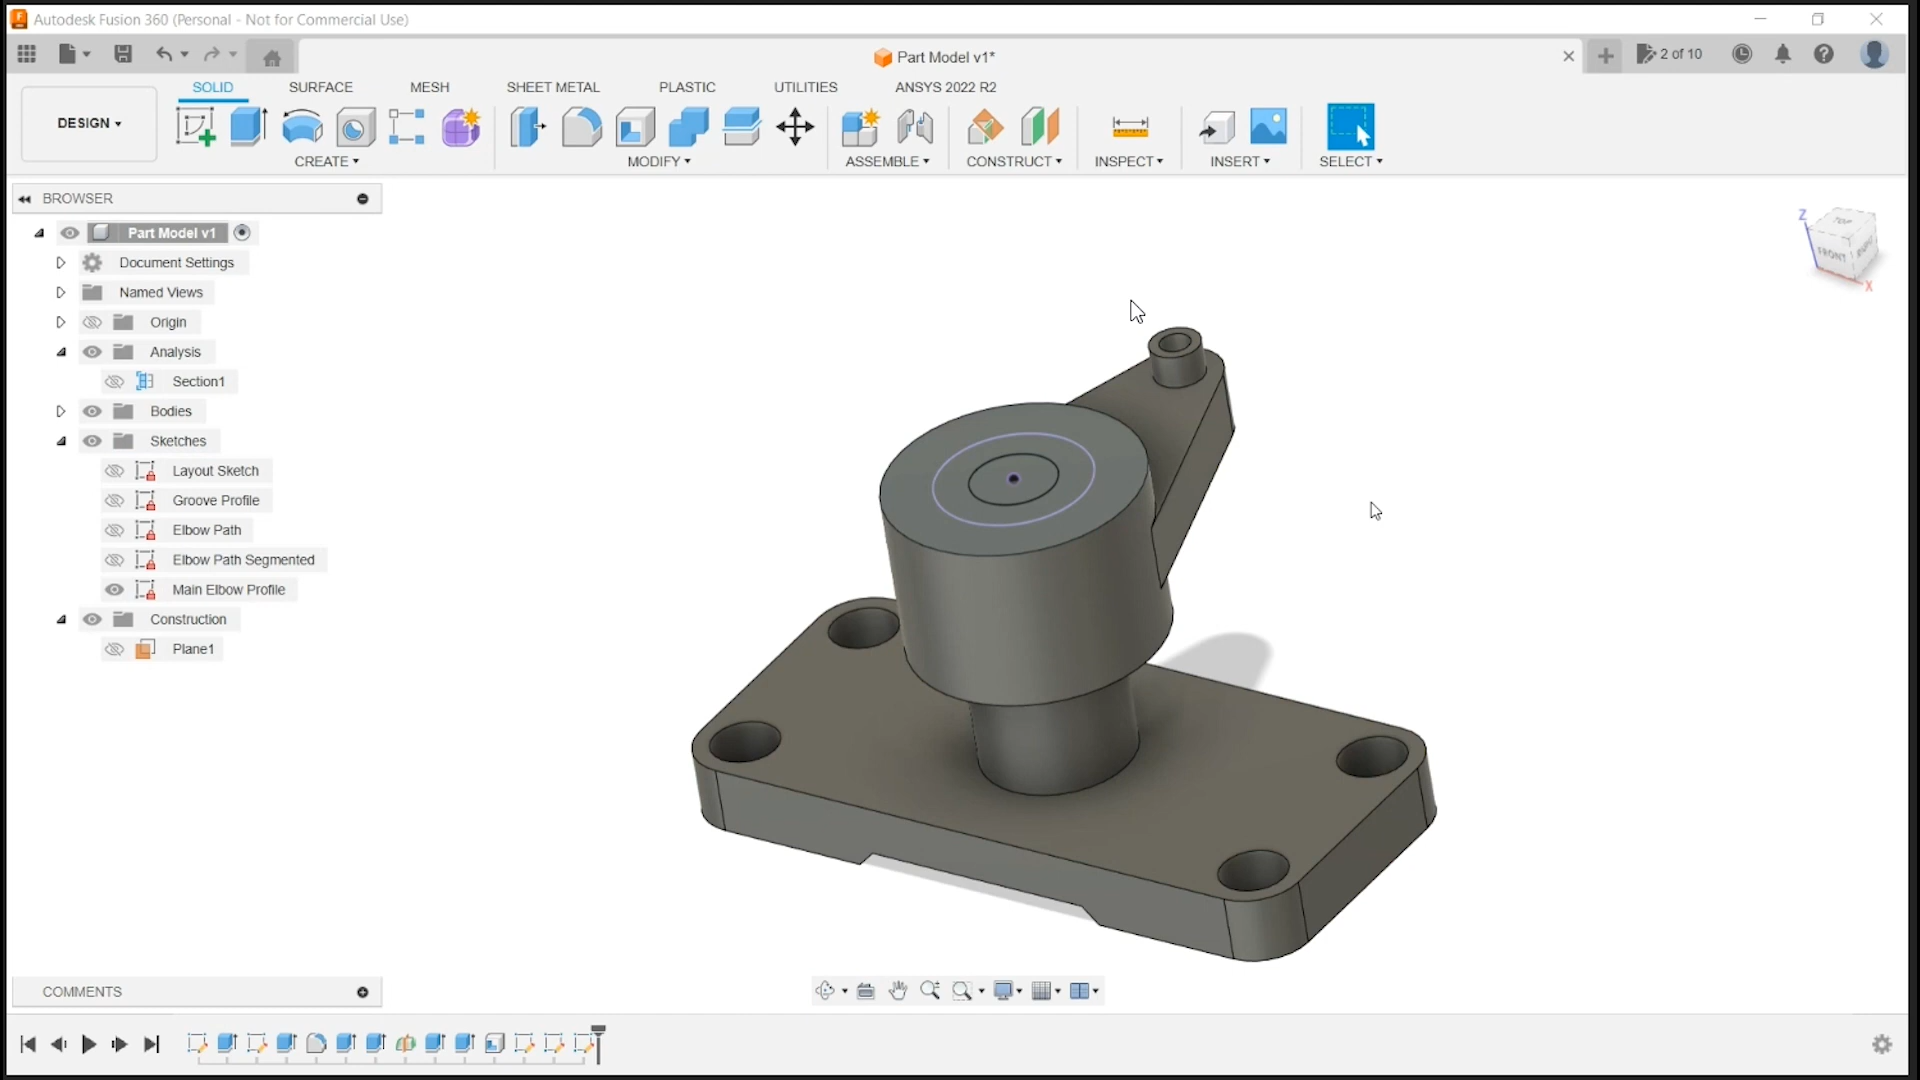 Autodesk Fusion 360 (Personal - Not for Commercial Use)
Part Model v1*
2 of 10
SOLID SURFACE MESH SHEET METAL PLASTIC UTILITIES ANSYS 2022 R2
DESIGN
CREATE MODIFY ASSEMBLE CONSTRUCT INSPECT INSERT SELECT
BROWSER
Part Model v1
Document Settings
Named Views
Origin
Analysis
Section1
Bodies
Sketches
Layout Sketch
Groove Profile
Elbow Path
Elbow Path Segmented
Main Elbow Profile
Construction
Plane1
Z
TOP
FRONT
RIGHT
X
COMMENTS